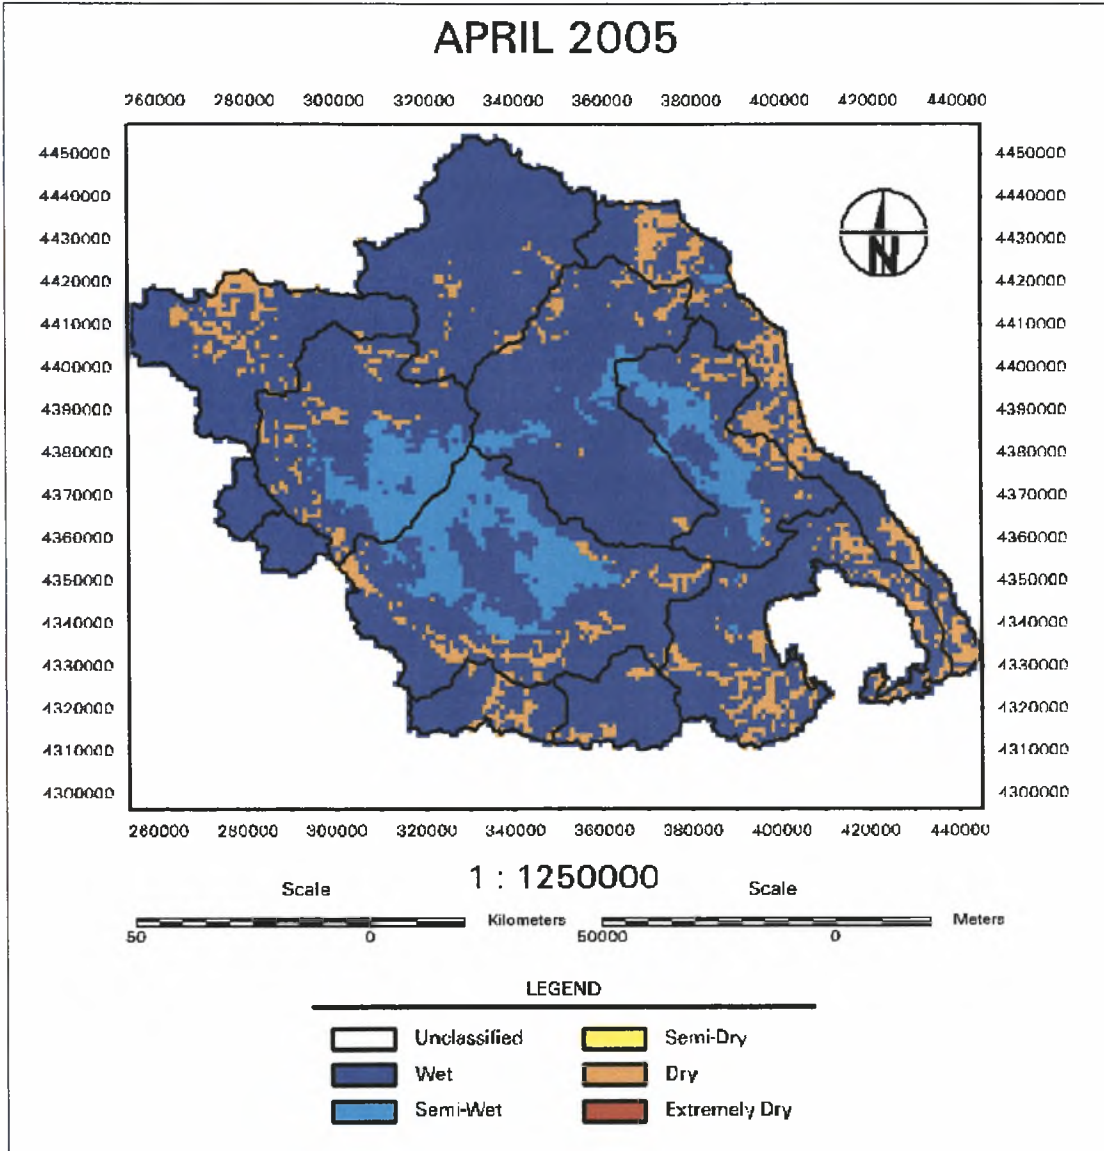 APRIL 2005
260000 280000 300000 320000 340000 360000 380000 400000 420000 440000
4450000 4450000
4440000 4440000
4430000 N 4430000
4420000 4420000
4410000 4410000
4400000 4400000
4390000 4390000
4380000 4380000
4370000 4370000
4360000 4360000
4350000 4350000
4340000 4340000
4330000 4330000
4320000 4320000
4310000 4310000
4300000 4300000
260000 280000 300000 320000 340000 360000 380000 400000 420000 440000
1 : 1250000
Scale Scale
Kilometers Meters
50 0 50000 0
LEGEND
Unclassified Semi-Dry
Wet Dry
Semi-Wet Extremely Dry